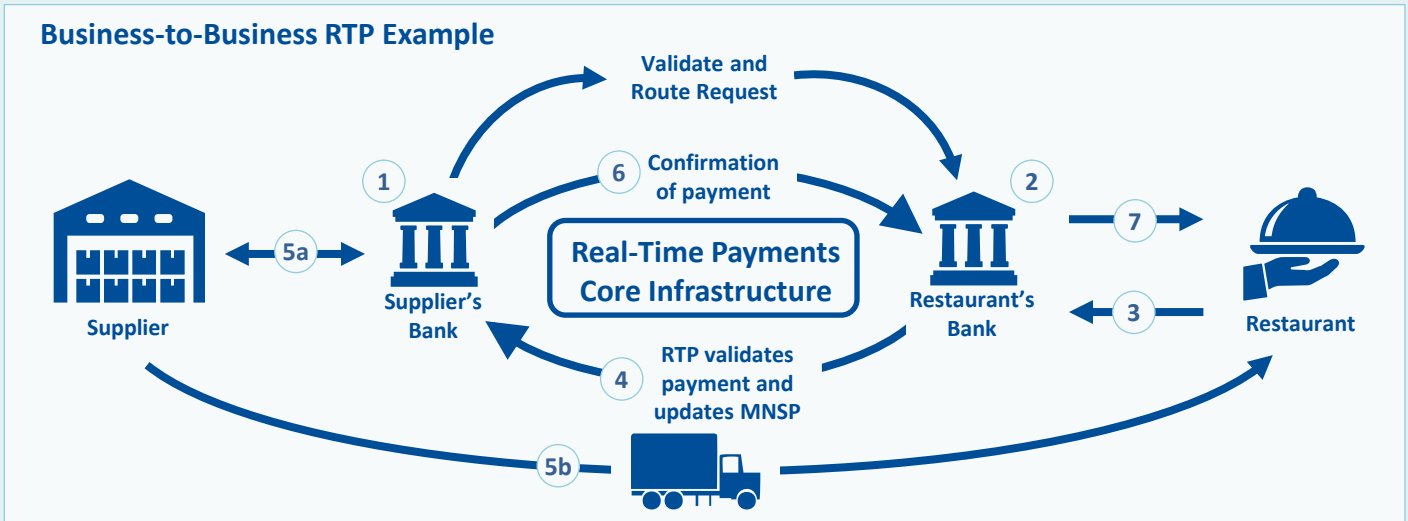 Business-to-Business RTP Example
Validate and
Route Request
1
6
Confirmation
of payment
2
5a
7
Real-Time Payments
Core Infrastructure
Supplier's
Bank
Restaurant's
Bank
3
Supplier
Restaurant
4
RTP validates
payment and
updates MNSP
5b